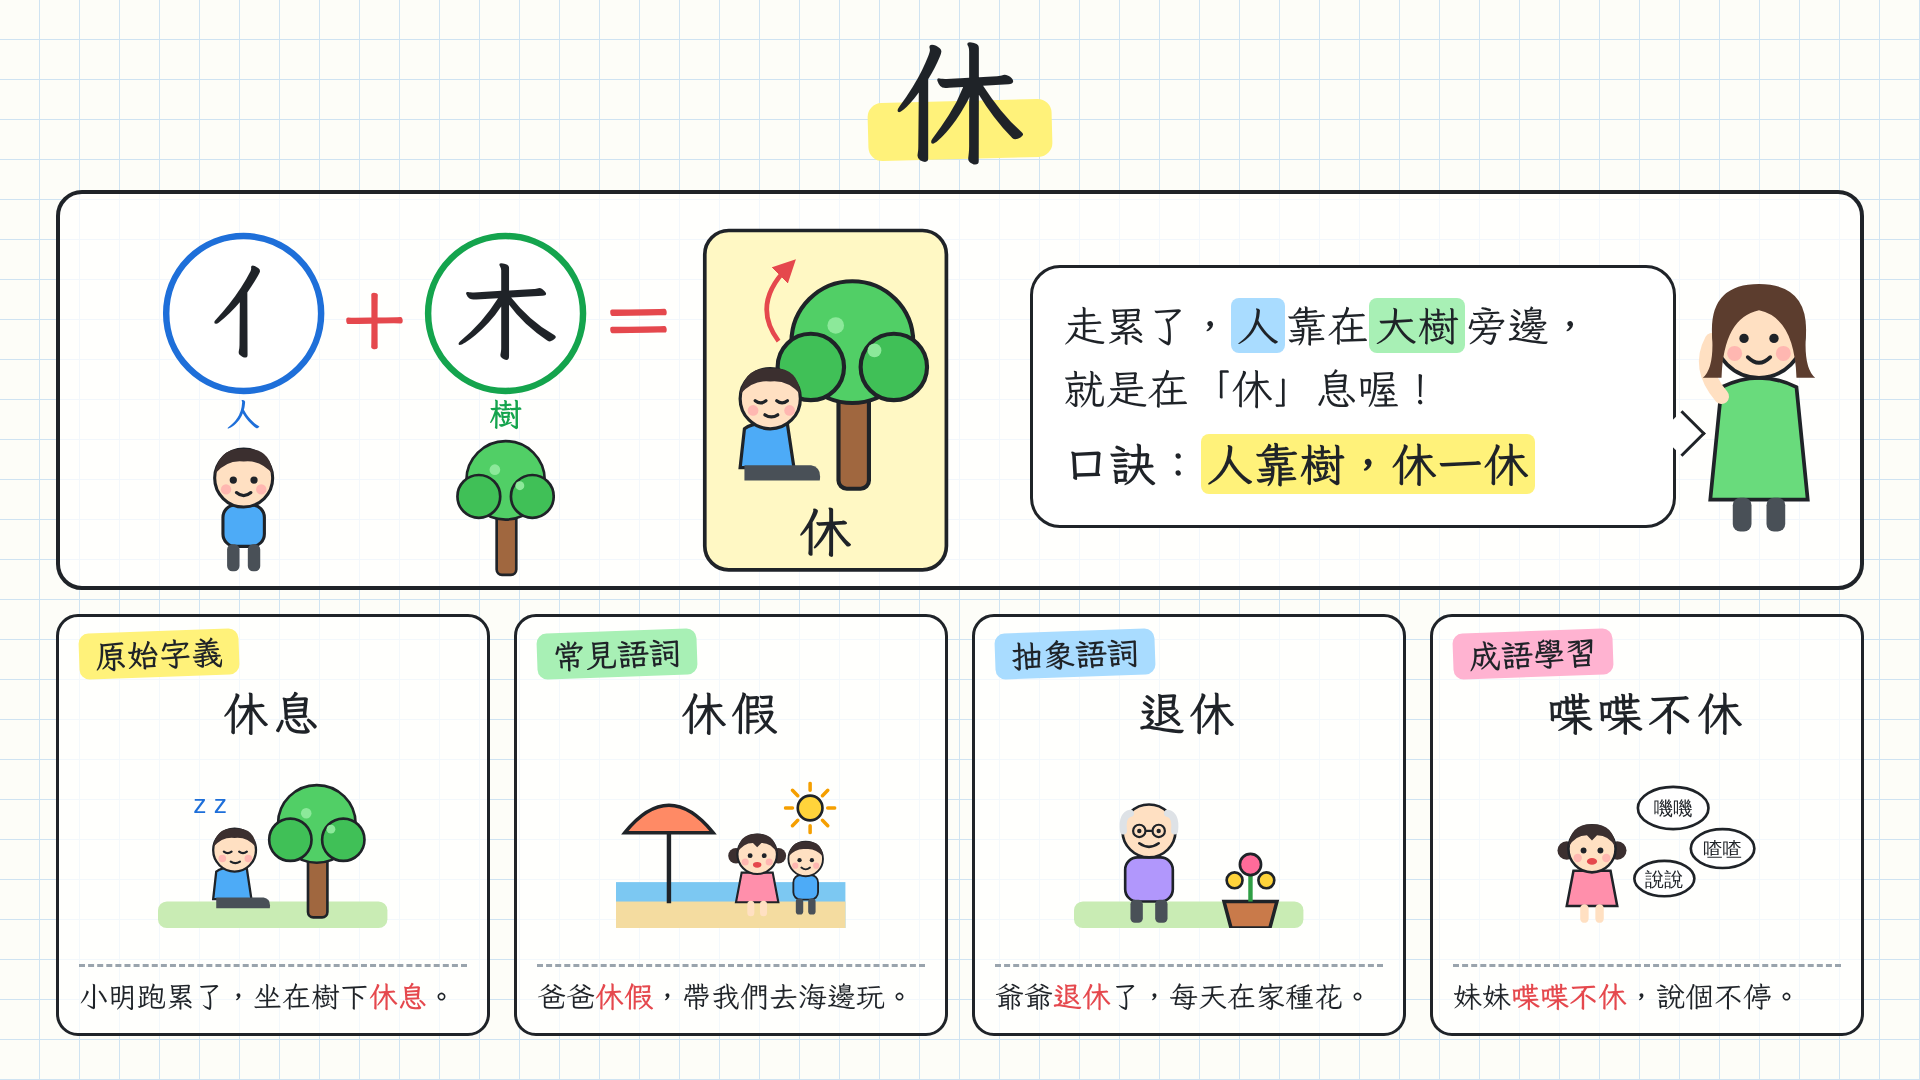 休
亻 + 木 =
人
樹
休
走累了，人靠在大樹旁邊，
就是在「休」息喔！
口訣：人靠樹，休一休
原始字義
休息
z z
小明跑累了，坐在樹下休息。
常見語詞
休假
爸爸休假，帶我們去海邊玩。
抽象語詞
退休
爺爺退休了，每天在家種花。
成語學習
喋喋不休
嘰嘰
喳喳
說說
妹妹喋喋不休，說個不停。